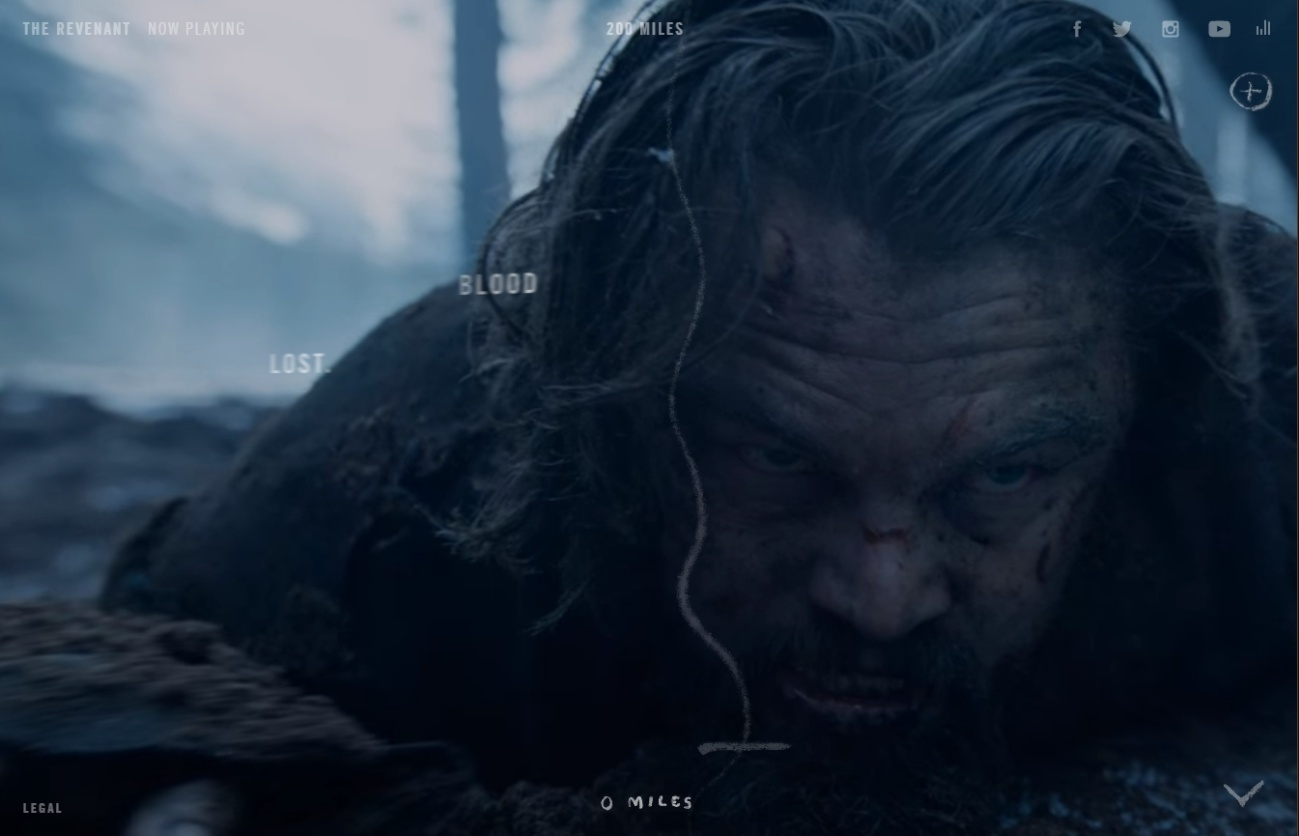 THE REVENANT NOW PLAYING
200 MILES
BLOOD
LOST.
0 MILES
LEGAL